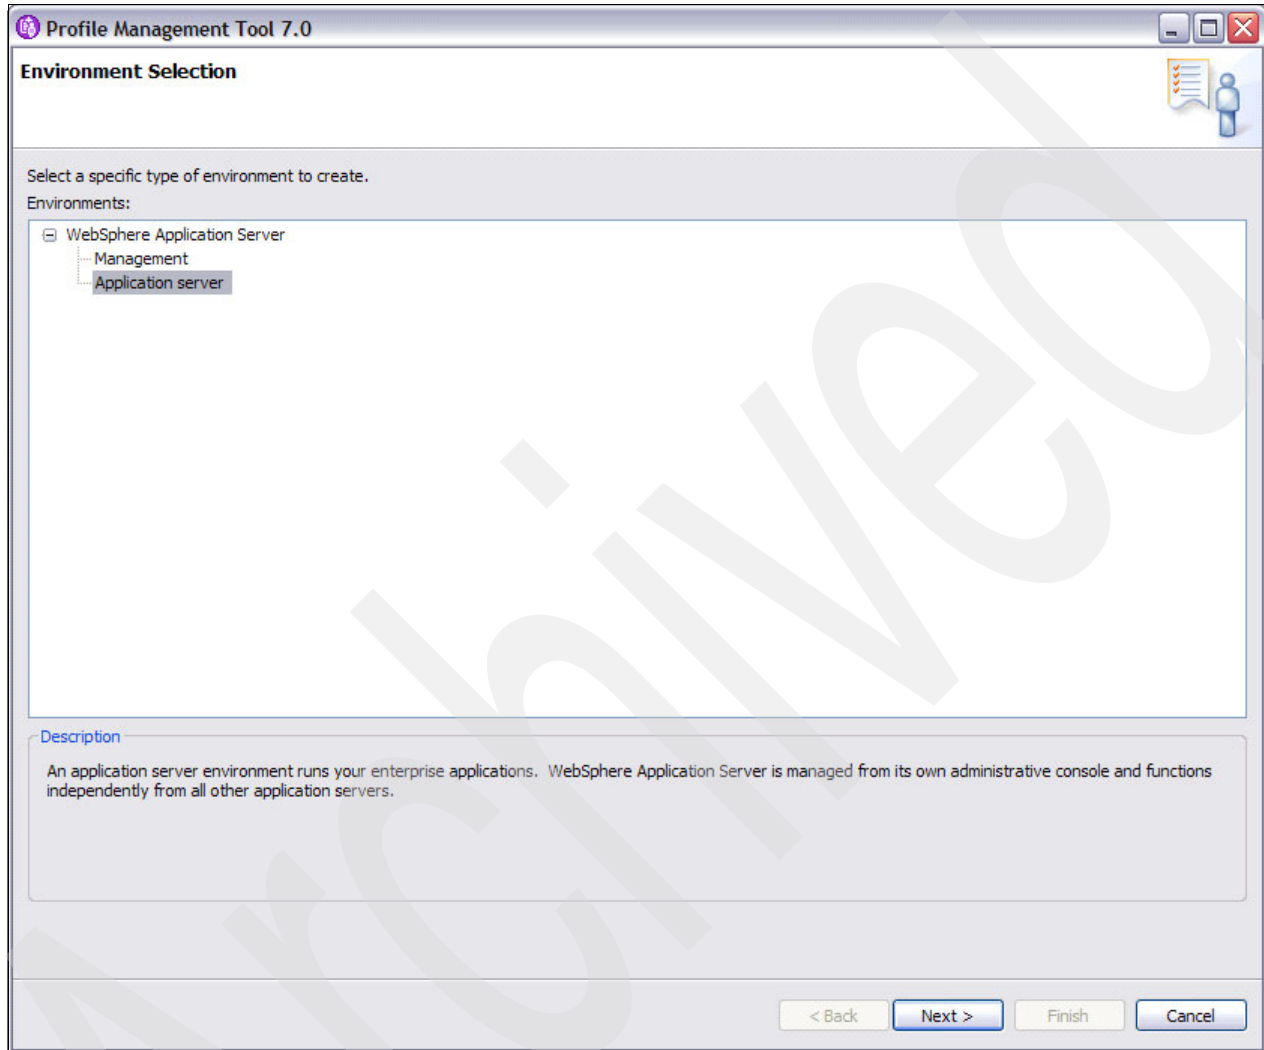 Profile Management Tool 7.0
Environment Selection
Select a specific type of environment to create.
Environments:
WebSphere Application Server
Management
Application server
Description
An application server environment runs your enterprise applications.  WebSphere Application Server is managed from its own administrative console and functions
independently from all other application servers.
< Back
Next >
Finish
Cancel
Archived